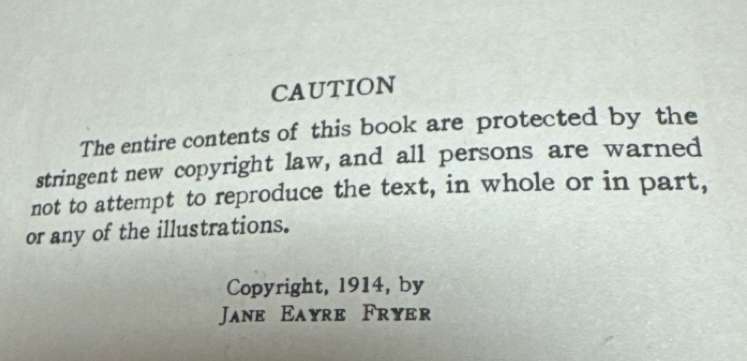 CAUTION
The entire contents of this book are protected by the
stringent new copyright law, and all persons are warned
not to attempt to reproduce the text, in whole or in part,
or any of the illustrations.
Copyright, 1914, by
JANE EAYRE FRYER